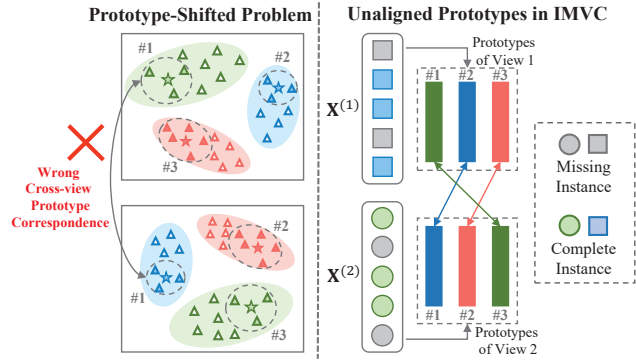 Prototype-Shifted Problem
#1
#2
#3
Wrong
Cross-view
Prototype
Correspondence
#2
#1
#3
Unaligned Prototypes in IMVC
X(1)
Prototypes
of View 1
#1 #2 #3
X(2)
#1 #2 #3
Prototypes
of View 2
Missing
Instance
Complete
Instance